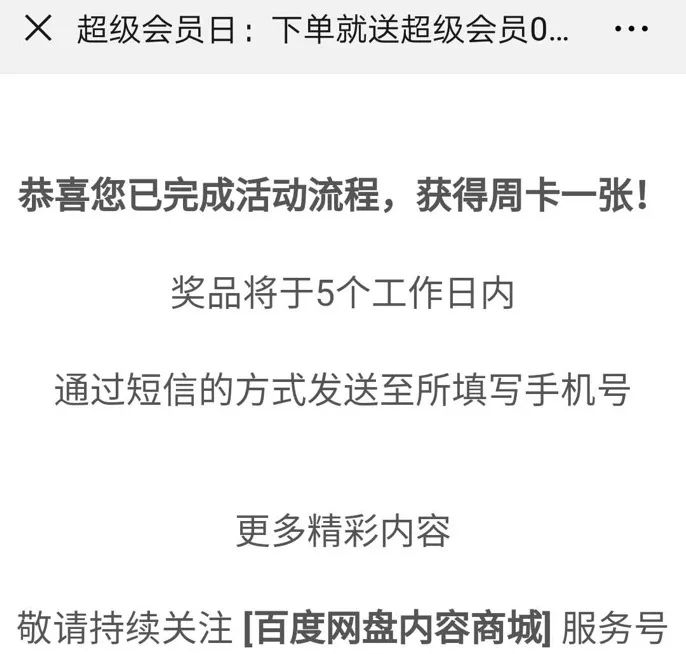 超级会员日：下单就送超级会员0...
恭喜您已完成活动流程，获得周卡一张！
奖品将于5个工作日内
通过短信的方式发送至所填写手机号
更多精彩内容
敬请持续关注 [百度网盘内容商城] 服务号